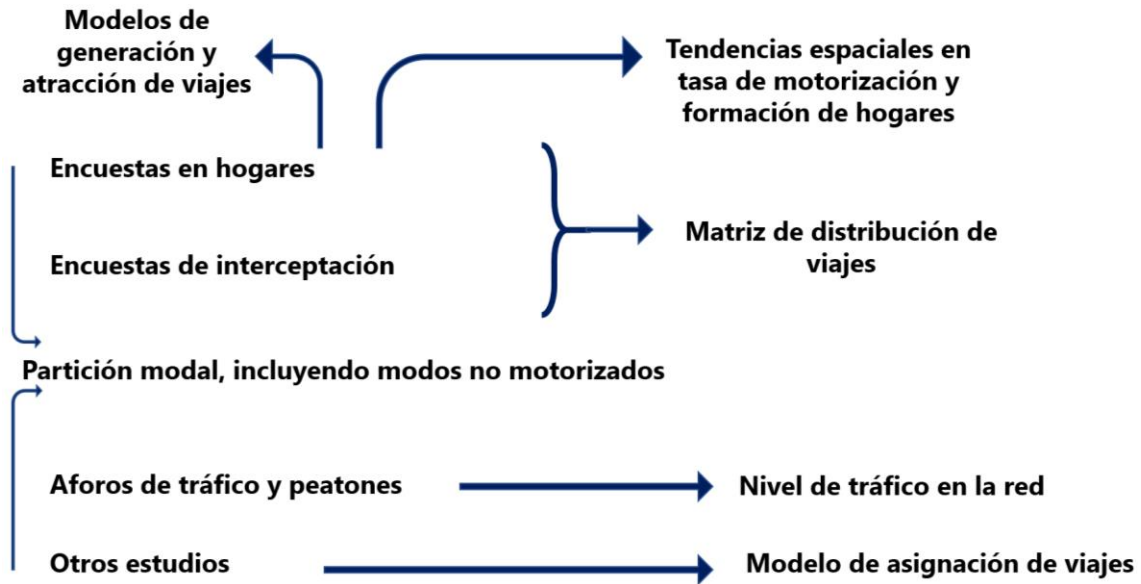 Modelos de
generación y
atracción de viajes
Tendencias espaciales en
tasa de motorización y
formación de hogares
Encuestas en hogares
Encuestas de interceptación
Matriz de distribución de
viajes
Partición modal, incluyendo modos no motorizados
Aforos de tráfico y peatones
Nivel de tráfico en la red
Otros estudios
Modelo de asignación de viajes